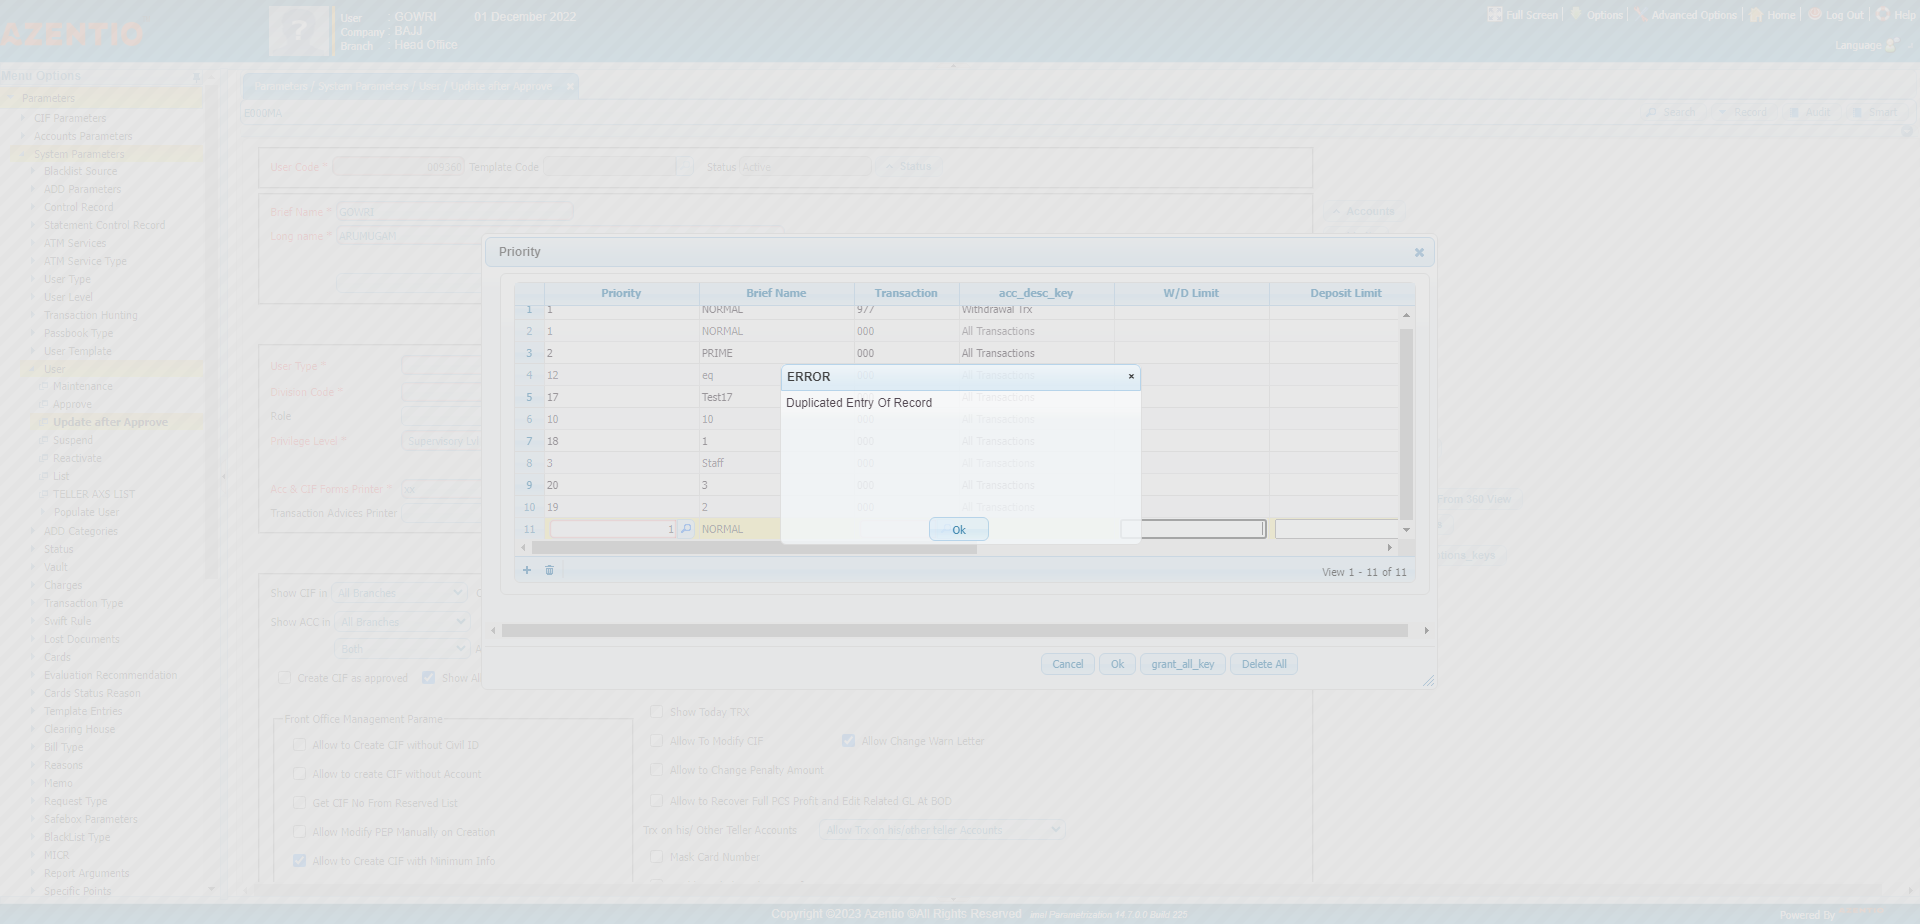 AZENTIO
User : GOWRI 01 December 2022
Company : BAJJ
Branch : Head Office
Full Screen Options Advanced Options Home Log Out Help
Language
Menu Options
Parameters
CIF Parameters
Accounts Parameters
System Parameters
Blacklist Source
ADD Parameters
Control Record
Statement Control Record
ATM Services
ATM Service Type
User Type
User Level
Transaction Hunting
Passbook Type
User Template
User
Maintenance
Approve
Update after Approve
Suspend
Reactivate
List
TELLER AXS LIST
Populate User
ADD Categories
Status
Vault
Charges
Transaction Type
Swift Rule
Lost Documents
Cards
Evaluation Recommendation
Cards Status Reason
Template Entries
Clearing House
Bill Type
Reasons
Memo
Request Type
Safebox Parameters
BlackList Type
MICR
Report Arguments
Specific Points
Parameters / System Parameters / User / Update after Approve
E000MA
Search Record Audit Smart
User Code * 009360 Template Code Status Active Status
Brief Name * GOWRI
Accounts
Long name * ARUMUGAM
User Type *
Division Code *
Role
Privilege Level * Supervisory Lvl
Acc & CIF Forms Printer * xx
Transaction Advices Printer
From 360 View
Show CIF in All Branches
Show ACC in All Branches
Both
Create CIF as approved Show All
Front Office Management Parame
Allow to Create CIF without Civil ID
Allow to create CIF without Account
Get CIF No From Reserved List
Allow Modify PEP Manually on Creation
Allow to Create CIF with Minimum Info
Show Today TRX
Allow To Modify CIF Allow Change Warn Letter
Allow to Change Penalty Amount
Allow to Recover Full PCS Profit and Edit Related GL At BOD
Trx on his/ Other Teller Accounts Allow Trx on his/other teller Accounts
Mask Card Number
Priority
Priority Brief Name Transaction acc_desc_key W/D Limit Deposit Limit
1 1 NORMAL 977 Withdrawal Trx
2 1 NORMAL 000 All Transactions
3 2 PRIME 000 All Transactions
4 12 eq 000 All Transactions
5 17 Test17 All Transactions
6 10 10 000 All Transactions
7 18 1 000 All Transactions
8 3 Staff 000 All Transactions
9 20 3 000 All Transactions
10 19 2 000 All Transactions
11 1 NORMAL
View 1 - 11 of 11
Cancel Ok grant_all_key Delete All
ERROR
Duplicated Entry Of Record
Ok
Copyright ©2023 Azentio @All Rights Reserved
Powered By